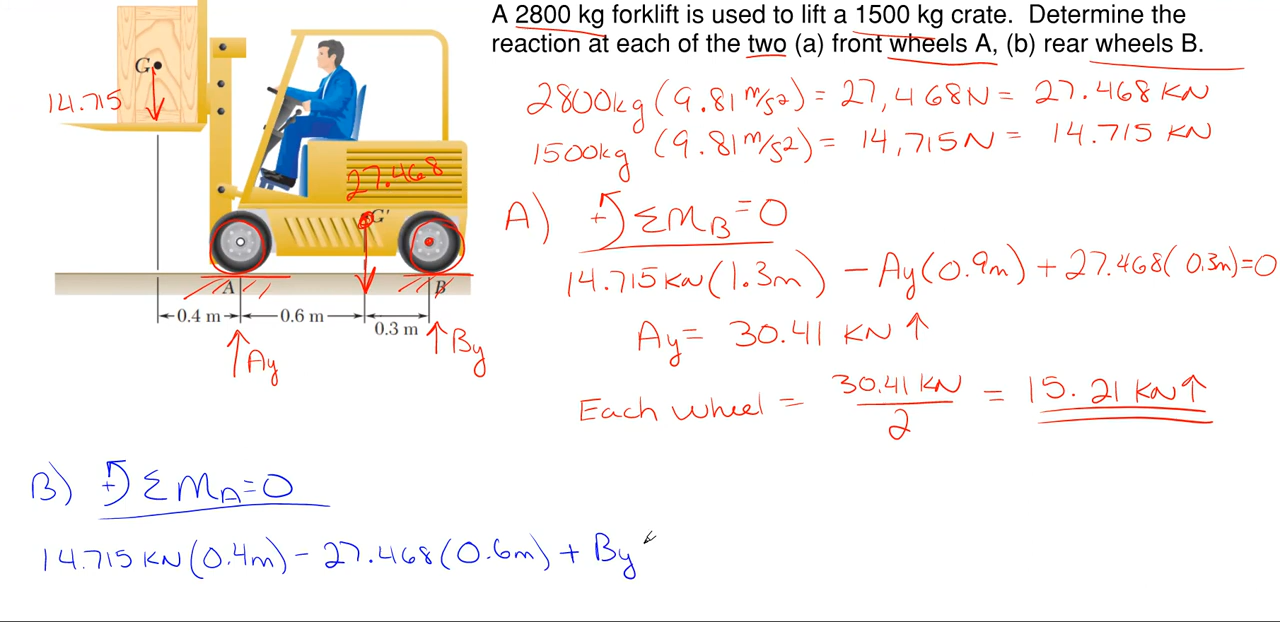 A 2800 kg forklift is used to lift a 1500 kg crate. Determine the
reaction at each of the two (a) front wheels A, (b) rear wheels B.
G
14.715
27.468
G'
A
B
0.4 m
0.6 m
0.3 m
Ay
By
2800kg (9.81 m/s2) = 27,468N = 27.468 KN
1500kg (9.81 m/s2) = 14,715N = 14.715 KN
A) + ΣMB = 0
14.715KN(1.3m) - Ay(0.9m) + 27.468(0.3m)=0
Ay = 30.41 KN ↑
Each wheel = 30.41 KN / 2 = 15.21 KN ↑
B) + ΣMA = 0
14.715 KN(0.4m) - 27.468(0.6m) + By